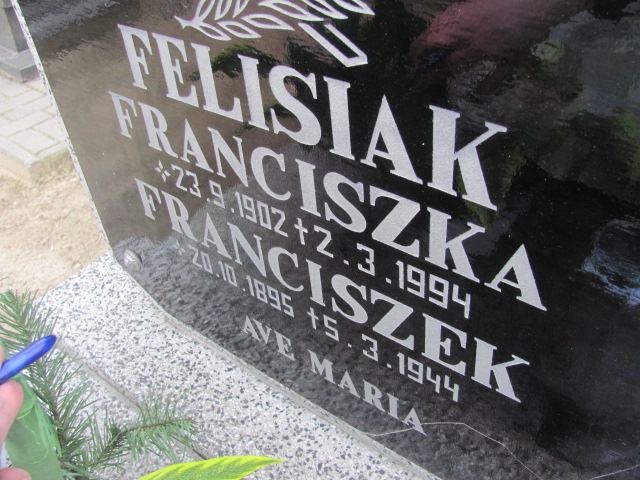 FELISIAK
FRANCISZKA
✧23.9.1902 †2.3.1994
FRANCISZEK
✧20.10.1895 †5.3.1944
AVE MARIA